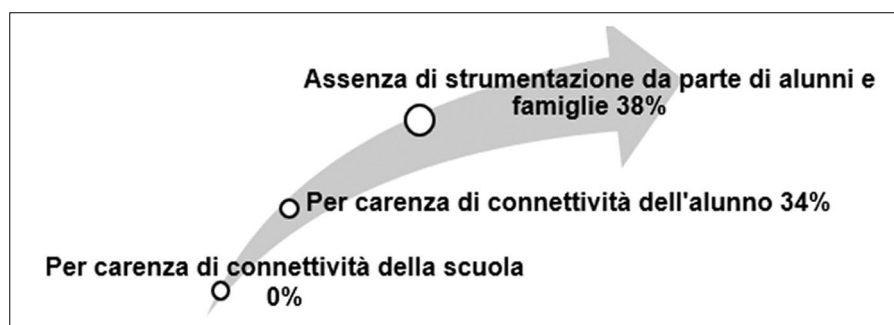 Assenza di strumentazione da parte di alunni e
famiglie 38%
Per carenza di connettività dell'alunno 34%
Per carenza di connettività della scuola
0%